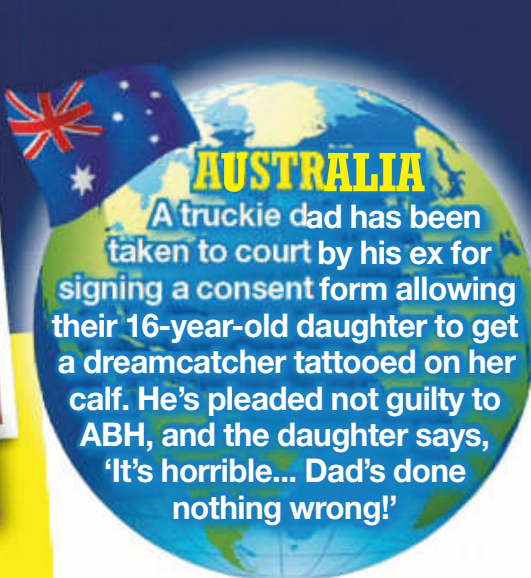 AUSTRALIA
A truckie dad has been
taken to court by his ex for
signing a consent form allowing
their 16-year-old daughter to get
a dreamcatcher tattooed on her
calf. He’s pleaded not guilty to
ABH, and the daughter says,
‘It’s horrible... Dad’s done
nothing wrong!’